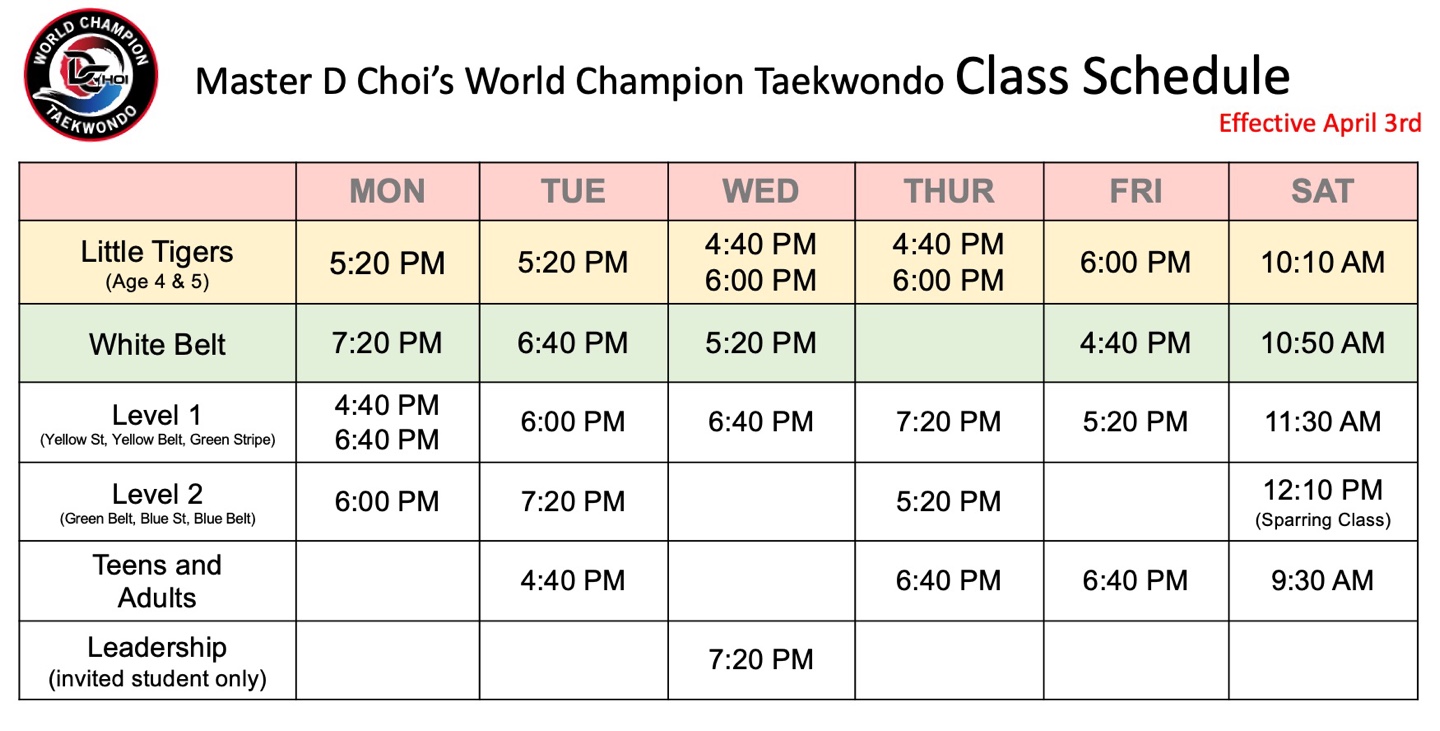 WORLD CHAMPION
DC CHOI
TAEKWONDO
Master D Choi’s World Champion Taekwondo Class Schedule
Effective April 3rd
MON TUE WED THUR FRI SAT
Little Tigers
(Age 4 & 5)
5:20 PM
5:20 PM
4:40 PM
6:00 PM
4:40 PM
6:00 PM
6:00 PM
10:10 AM
White Belt
7:20 PM
6:40 PM
5:20 PM
4:40 PM
10:50 AM
Level 1
(Yellow St, Yellow Belt, Green Stripe)
4:40 PM
6:40 PM
6:00 PM
6:40 PM
7:20 PM
5:20 PM
11:30 AM
Level 2
(Green Belt, Blue St, Blue Belt)
6:00 PM
7:20 PM
5:20 PM
12:10 PM
(Sparring Class)
Teens and
Adults
4:40 PM
6:40 PM
6:40 PM
9:30 AM
Leadership
(invited student only)
7:20 PM